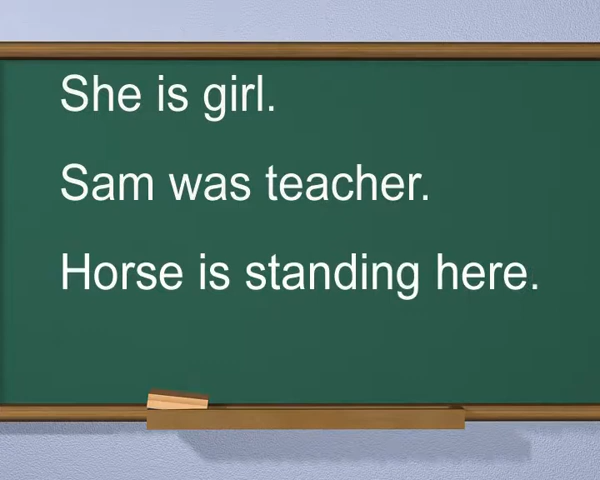 She is girl.
Sam was teacher.
Horse is standing here.